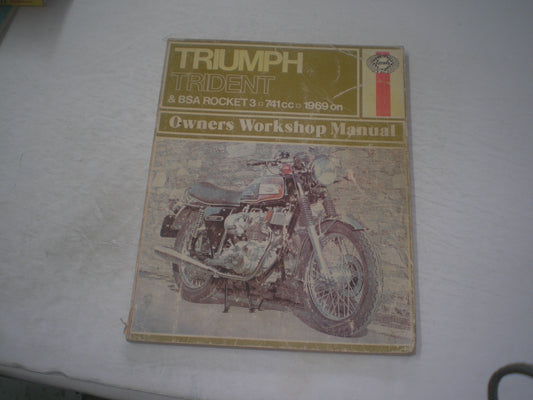 TRIUMPH
TRIDENT
& BSA ROCKET 3 ▫ 741cc ▫ 1969 on
Owners Workshop Manual